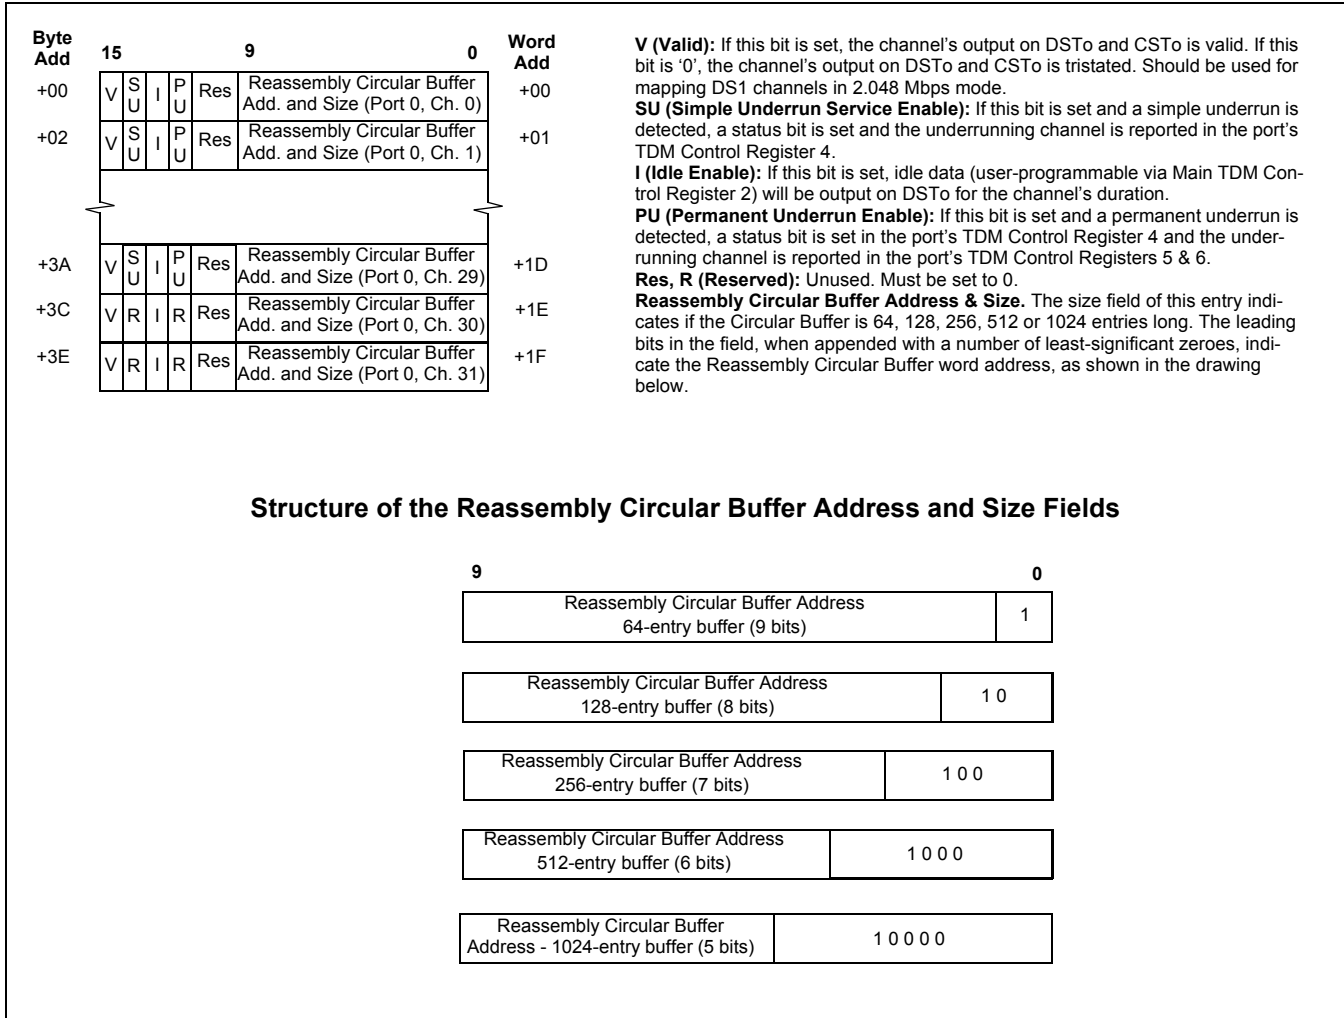 Byte Add 15 9 0 Word Add
+00 V SU I PU Res Reassembly Circular Buffer Add. and Size (Port 0, Ch. 0) +00
+02 V SU I PU Res Reassembly Circular Buffer Add. and Size (Port 0, Ch. 1) +01
+3A V SU I PU Res Reassembly Circular Buffer Add. and Size (Port 0, Ch. 29) +1D
+3C V R I R Res Reassembly Circular Buffer Add. and Size (Port 0, Ch. 30) +1E
+3E V R I R Res Reassembly Circular Buffer Add. and Size (Port 0, Ch. 31) +1F
V (Valid): If this bit is set, the channel's output on DSTo and CSTo is valid. If this
bit is '0', the channel's output on DSTo and CSTo is tristated. Should be used for
mapping DS1 channels in 2.048 Mbps mode.
SU (Simple Underrun Service Enable): If this bit is set and a simple underrun is
detected, a status bit is set and the underrunning channel is reported in the port's
TDM Control Register 4.
I (Idle Enable): If this bit is set, idle data (user-programmable via Main TDM Con-
trol Register 2) will be output on DSTo for the channel's duration.
PU (Permanent Underrun Enable): If this bit is set and a permanent underrun is
detected, a status bit is set in the port's TDM Control Register 4 and the under-
running channel is reported in the port's TDM Control Registers 5 & 6.
Res, R (Reserved): Unused. Must be set to 0.
Reassembly Circular Buffer Address & Size. The size field of this entry indi-
cates if the Circular Buffer is 64, 128, 256, 512 or 1024 entries long. The leading
bits in the field, when appended with a number of least-significant zeroes, indi-
cate the Reassembly Circular Buffer word address, as shown in the drawing
below.
Structure of the Reassembly Circular Buffer Address and Size Fields
9 0
Reassembly Circular Buffer Address
64-entry buffer (9 bits) 1
Reassembly Circular Buffer Address
128-entry buffer (8 bits) 1 0
Reassembly Circular Buffer Address
256-entry buffer (7 bits) 1 0 0
Reassembly Circular Buffer Address
512-entry buffer (6 bits) 1 0 0 0
Reassembly Circular Buffer
Address - 1024-entry buffer (5 bits) 1 0 0 0 0